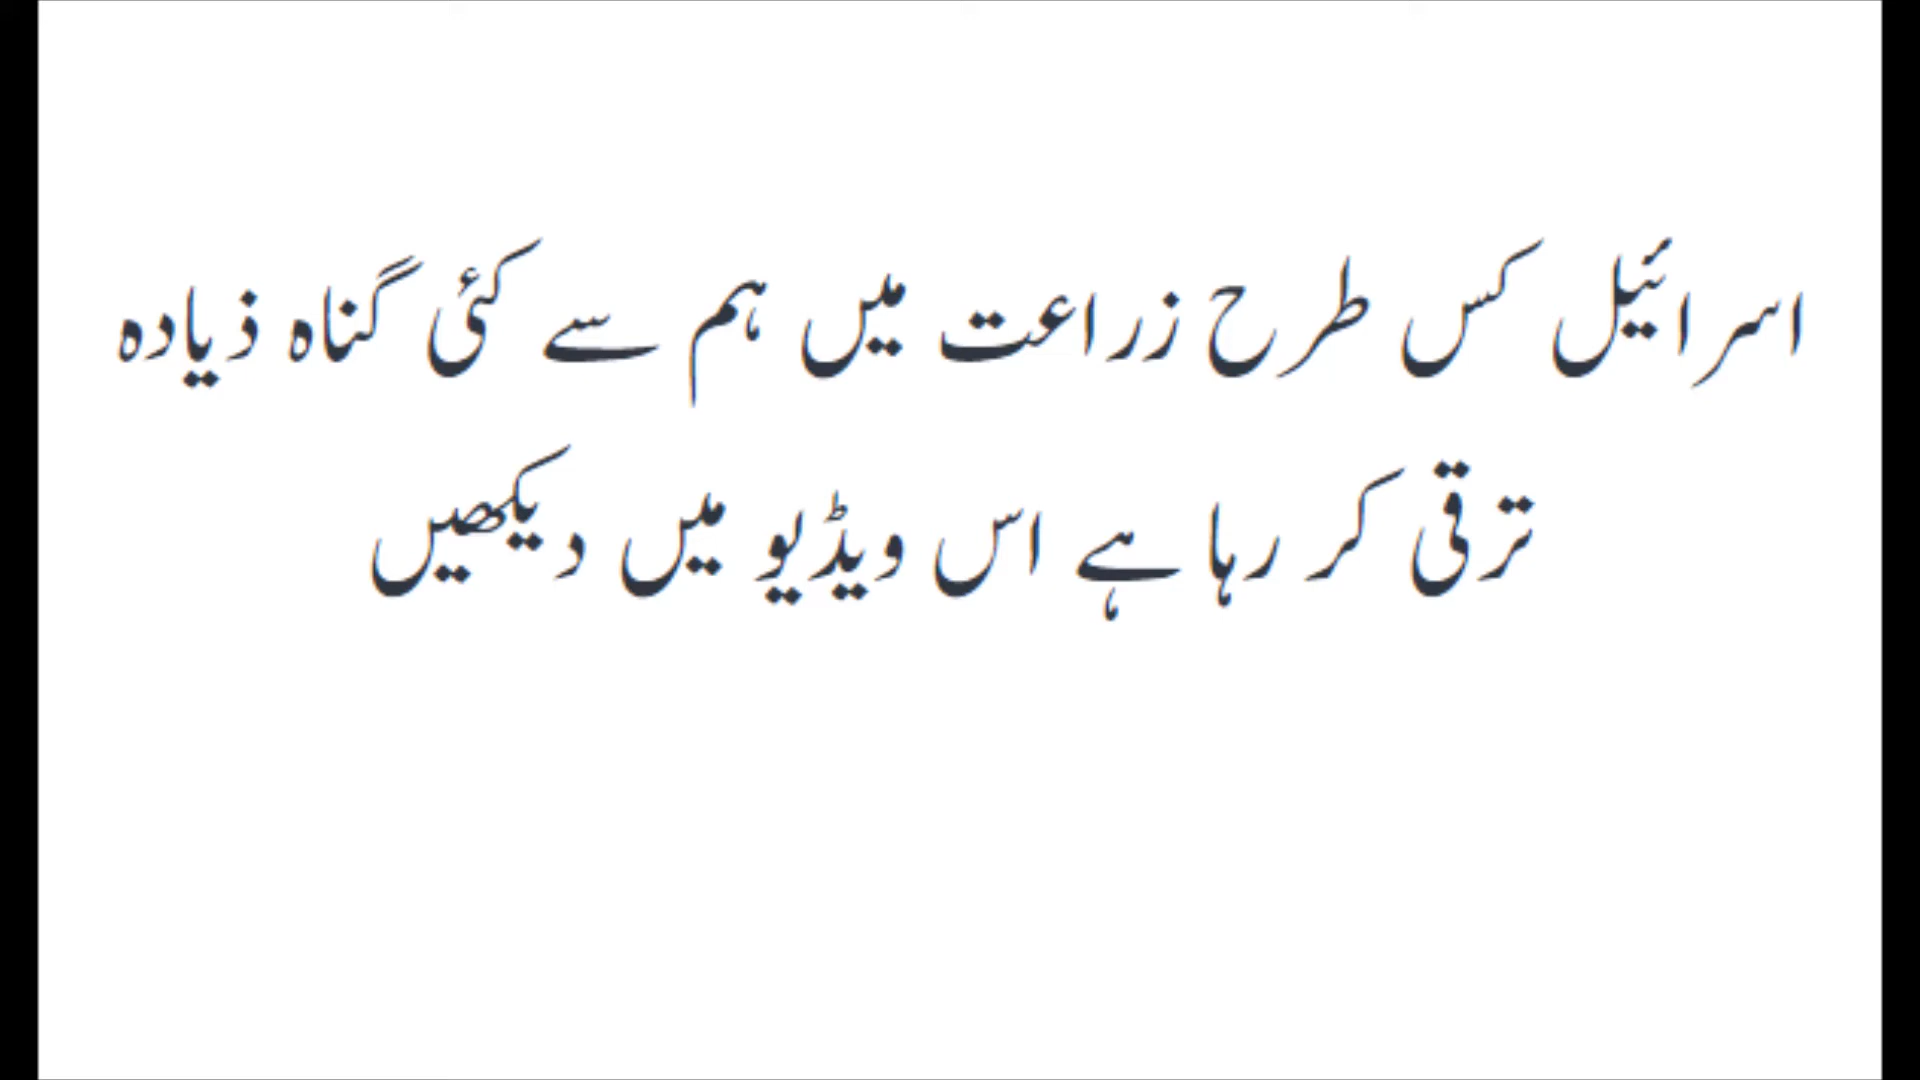 اسرائیل کس طرح زراعت میں ہم سے کئی گناہ ذیادہ
ترقی کر رہا ہے اس ویڈیو میں دیکھیں